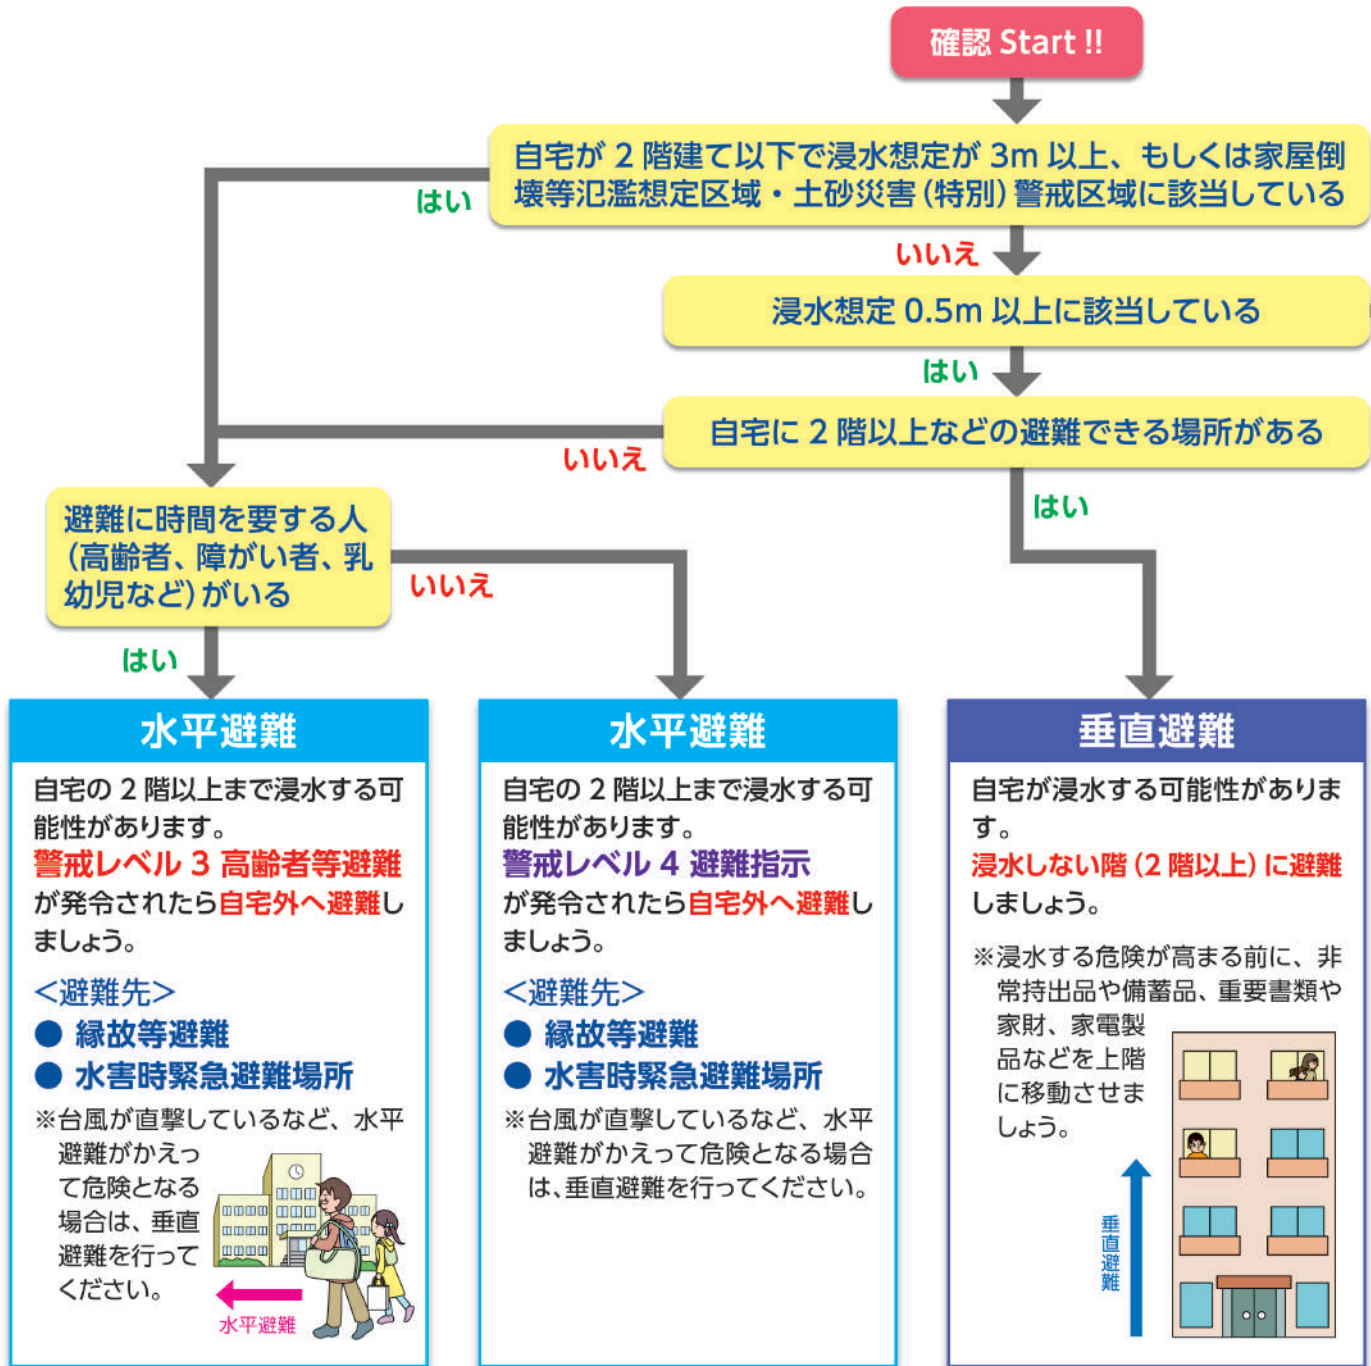 確認 Start !!
自宅が 2 階建て以下で浸水想定が 3m 以上、もしくは家屋倒
壊等氾濫想定区域・土砂災害（特別）警戒区域に該当している
はい
いいえ
浸水想定 0.5m 以上に該当している
はい
自宅に 2 階以上などの避難できる場所がある
いいえ
はい
避難に時間を要する人
（高齢者、障がい者、乳
幼児など）がいる
いいえ
はい
水平避難
自宅の 2 階以上まで浸水する可
能性があります。
警戒レベル 3 高齢者等避難
が発令されたら自宅外へ避難し
ましょう。
＜避難先＞
● 縁故等避難
● 水害時緊急避難場所
※台風が直撃しているなど、水平
避難がかえっ
て危険となる
場合は、垂直
避難を行って
ください。
水平避難
水平避難
自宅の 2 階以上まで浸水する可
能性があります。
警戒レベル 4 避難指示
が発令されたら自宅外へ避難し
ましょう。
＜避難先＞
● 縁故等避難
● 水害時緊急避難場所
※台風が直撃しているなど、水平
避難がかえって危険となる場合
は、垂直避難を行ってください。
垂直避難
自宅が浸水する可能性がありま
す。
浸水しない階（2 階以上）に避難
しましょう。
※浸水する危険が高まる前に、非
常持出品や備蓄品、重要書類や
家財、家電製
品などを上階
に移動させま
しょう。
垂直避難